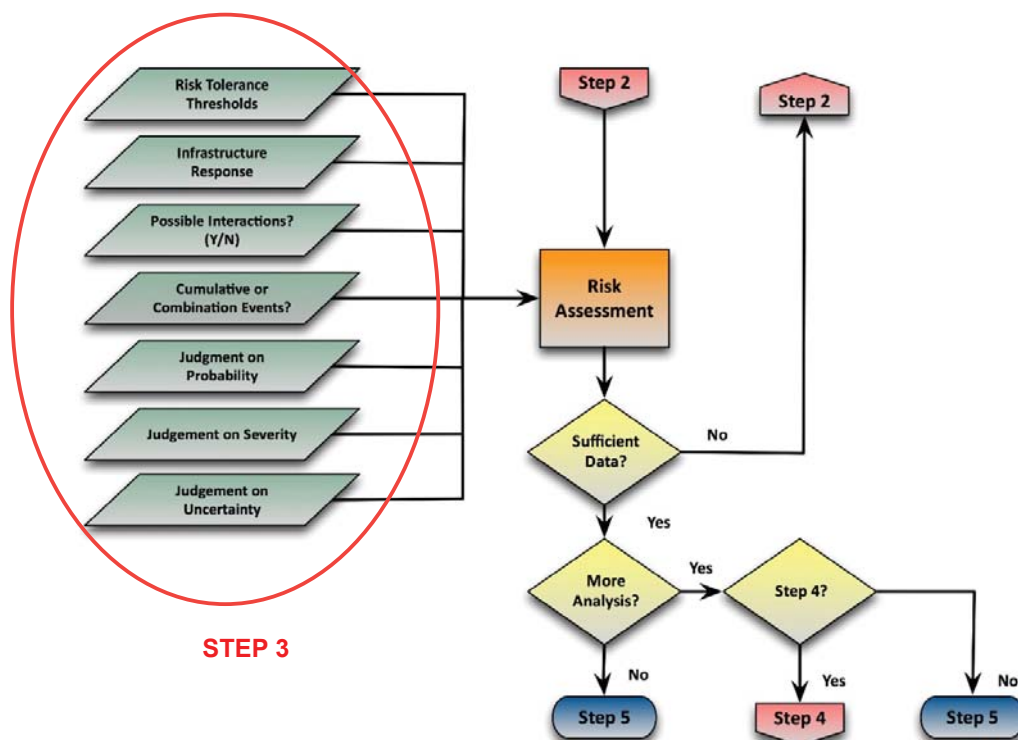 Risk Tolerance
Thresholds
Infrastructure
Response
Possible Interactions?
(Y/N)
Cumulative or
Combination Events?
Judgment on
Probability
Judgement on Severity
Judgement on
Uncertainty
STEP 3
Step 2
Step 2
Risk
Assessment
Sufficient
Data?
No
Yes
More
Analysis?
Yes
Step 4?
No
Yes
No
Step 5
Step 4
Step 5